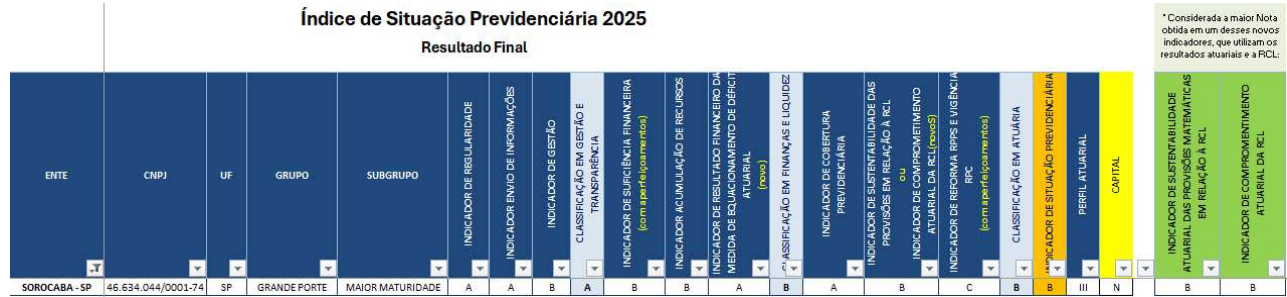 Índice de Situação Previdenciária 2025
Resultado Final
* Considerada a maior Nota
obtida em um desses novos
indicadores, que utilizam os
resultados atuariais e a RCL:
ENTE
CNPJ
UF
GRUPO
SUBGRUPO
INDICADOR DE REGULARIDADE
INDICADOR ENVIO DE INFORMAÇÕES
INDICADOR DE GESTÃO
CLASSIFICAÇÃO EM GESTÃO E
TRANSPARÊNCIA
INDICADOR DE SUFICIÊNCIA FINANCEIRA
(com aperfeiçoamentos)
INDICADOR ACUMULAÇÃO DE RECURSOS
INDICADOR DE RESULTADO FINANCEIRO DA
MEDIDA DE EQUACIONAMENTO DE DÉFICIT
ATUARIAL
(novo)
CLASSIFICAÇÃO EM FINANÇAS E LIQUIDEZ
INDICADOR DE COBERTURA
PREVIDENCIÁRIA
INDICADOR DE SUSTENTABILIDADE DAS
PROVISÕES EM RELAÇÃO À RCL
ou
INDICADOR DE COMPROMETIMENTO
ATUARIAL DA RCL(novoS)
INDICADOR DE REFORMA RPPS E VIGÊNCIA
RPC
(com aperfeiçoamentos)
CLASSIFICAÇÃO EM ATUÁRIA
INDICADOR DE SITUAÇÃO PREVIDENCIÁRIA
PERFIL ATUARIAL
CAPITAL
INDICADOR DE SUSTENTABILIDADE
ATUARIAL DAS PROVISÕES MATEMÁTICAS
EM RELAÇÃO À RCL
INDICADOR DE COMPROMENTIMENTO
ATUARIAL DA RCL
SOROCABA - SP 46.634.044/0001-74 SP GRANDE PORTE MAIOR MATURIDADE A A B A B B A B A B C B B III N B B